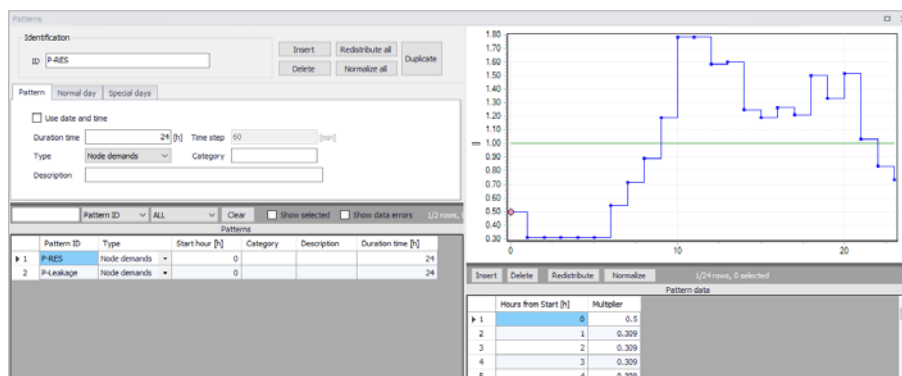 Patterns
Identification
ID P-RES
Insert Redistribute all Duplicate
Delete Normalize all
Pattern Normal day Special days
Use date and time
Duration time 24 [h] Time step 60 [min]
Type Node demands Category
Description
Pattern ID ALL Clear Show selected Show data errors 1/2 rows,
Patterns
Pattern ID Type Start hour [h] Category Description Duration time [h]
1 P-RES Node demands 0 24
2 P-Leakage Node demands 0 24
1.80
1.70
1.60
1.50
1.40
1.30
1.20
1.10
1.00
0.90
0.80
0.70
0.60
0.50
0.40
0.30
0 10 20
Insert Delete Redistribute Normalize 1/24 rows, 0 selected
Pattern data
Hours from Start [h] Multiplier
1 0 0.5
2 1 0.309
3 2 0.309
4 3 0.309
5 4 0.309